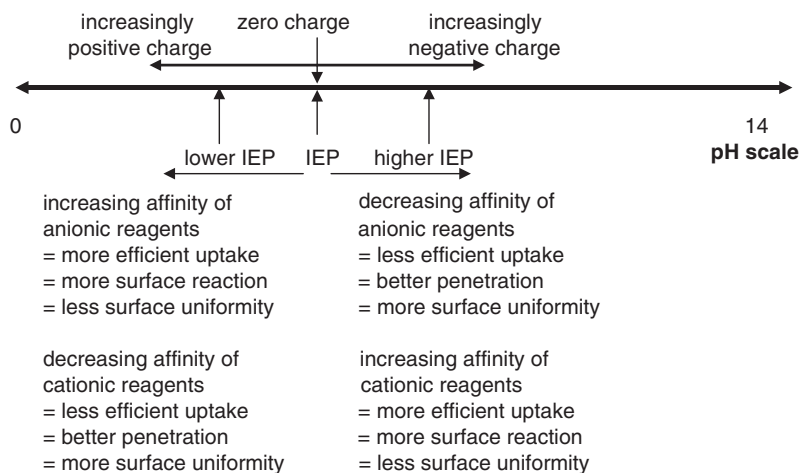 increasingly
positive charge
zero charge
increasingly
negative charge
0
14
pH scale
lower IEP
IEP
higher IEP
increasing affinity of
anionic reagents
= more efficient uptake
= more surface reaction
= less surface uniformity
decreasing affinity of
anionic reagents
= less efficient uptake
= better penetration
= more surface uniformity
decreasing affinity of
cationic reagents
= less efficient uptake
= better penetration
= more surface uniformity
increasing affinity of
cationic reagents
= more efficient uptake
= more surface reaction
= less surface uniformity